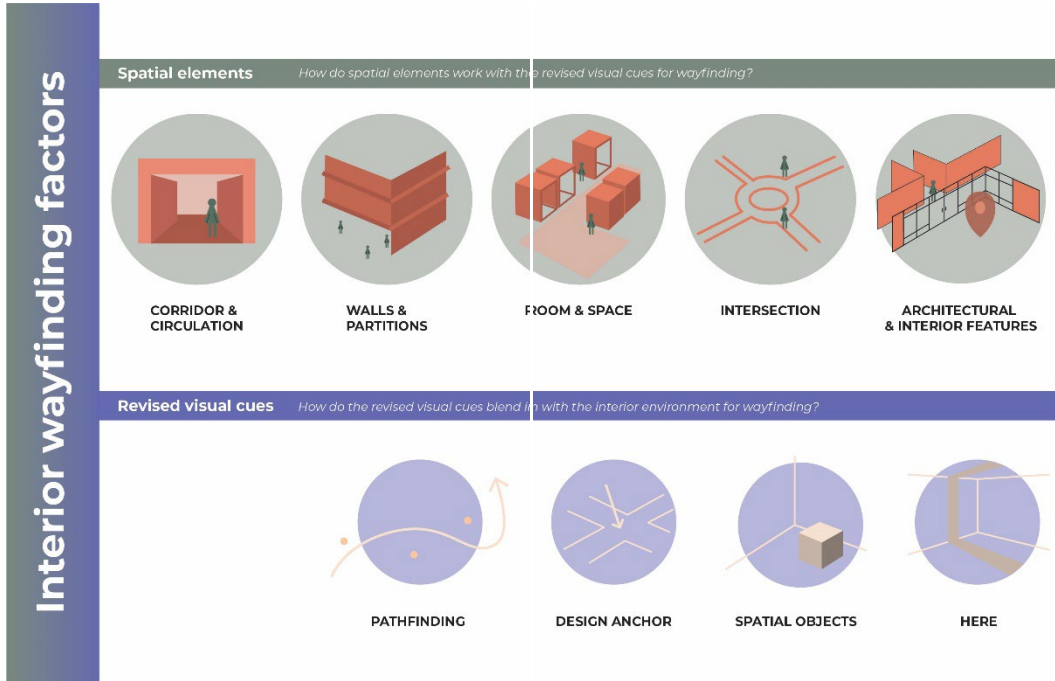 Interior wayfinding factors
Spatial elements
How do spatial elements work with the revised visual cues for wayfinding?
CORRIDOR &
CIRCULATION
WALLS &
PARTITIONS
ROOM & SPACE
INTERSECTION
ARCHITECTURAL
& INTERIOR FEATURES
Revised visual cues
How do the revised visual cues blend in with the interior environment for wayfinding?
PATHFINDING
DESIGN ANCHOR
SPATIAL OBJECTS
HERE